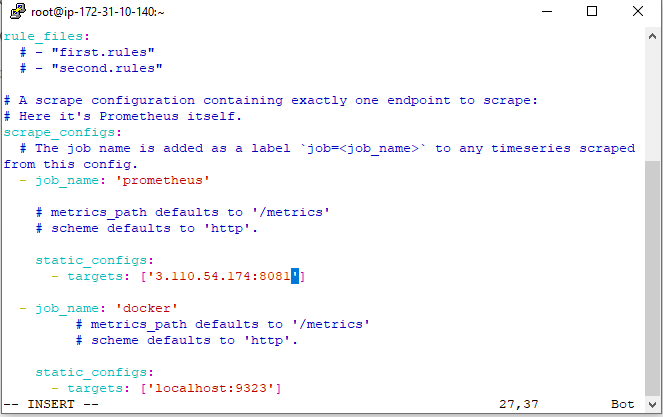 root@ip-172-31-10-140:~
rule_files:
  # - "first.rules"
  # - "second.rules"
# A scrape configuration containing exactly one endpoint to scrape:
# Here it's Prometheus itself.
scrape_configs:
  # The job name is added as a label `job=<job_name>` to any timeseries scraped
from this config.
  - job_name: 'prometheus'
    # metrics_path defaults to '/metrics'
    # scheme defaults to 'http'.
    static_configs:
      - targets: ['3.110.54.174:8081']
  - job_name: 'docker'
         # metrics_path defaults to '/metrics'
         # scheme defaults to 'http'.
    static_configs:
      - targets: ['localhost:9323']
-- INSERT -- 27,37 Bot